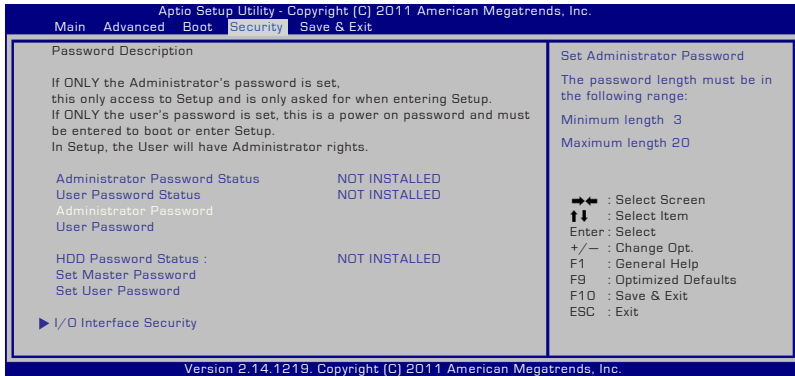 Aptio Setup Utility - Copyright (C) 2011 American Megatrends, Inc.
Main Advanced Boot Security Save & Exit
Password Description
If ONLY the Administrator's password is set,
this only access to Setup and is only asked for when entering Setup.
If ONLY the user's password is set, this is a power on password and must
be entered to boot or enter Setup.
In Setup, the User will have Administrator rights.
Administrator Password Status NOT INSTALLED
User Password Status NOT INSTALLED
Administrator Password
User Password
HDD Password Status : NOT INSTALLED
Set Master Password
Set User Password
I/O Interface Security
Set Administrator Password
The password length must be in
the following range:
Minimum length 3
Maximum length 20
→← : Select Screen
↑↓ : Select Item
Enter : Select
+/— : Change Opt.
F1 : General Help
F9 : Optimized Defaults
F10 : Save & Exit
ESC : Exit
Version 2.14.1219. Copyright (C) 2011 American Megatrends, Inc.